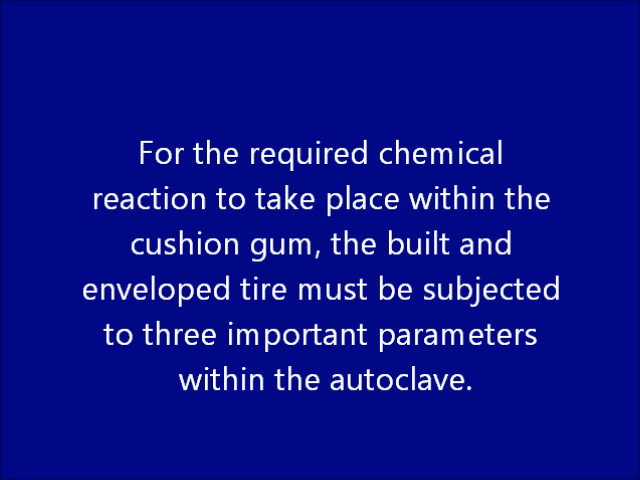 For the required chemical
reaction to take place within the
cushion gum, the built and
enveloped tire must be subjected
to three important parameters
within the autoclave.